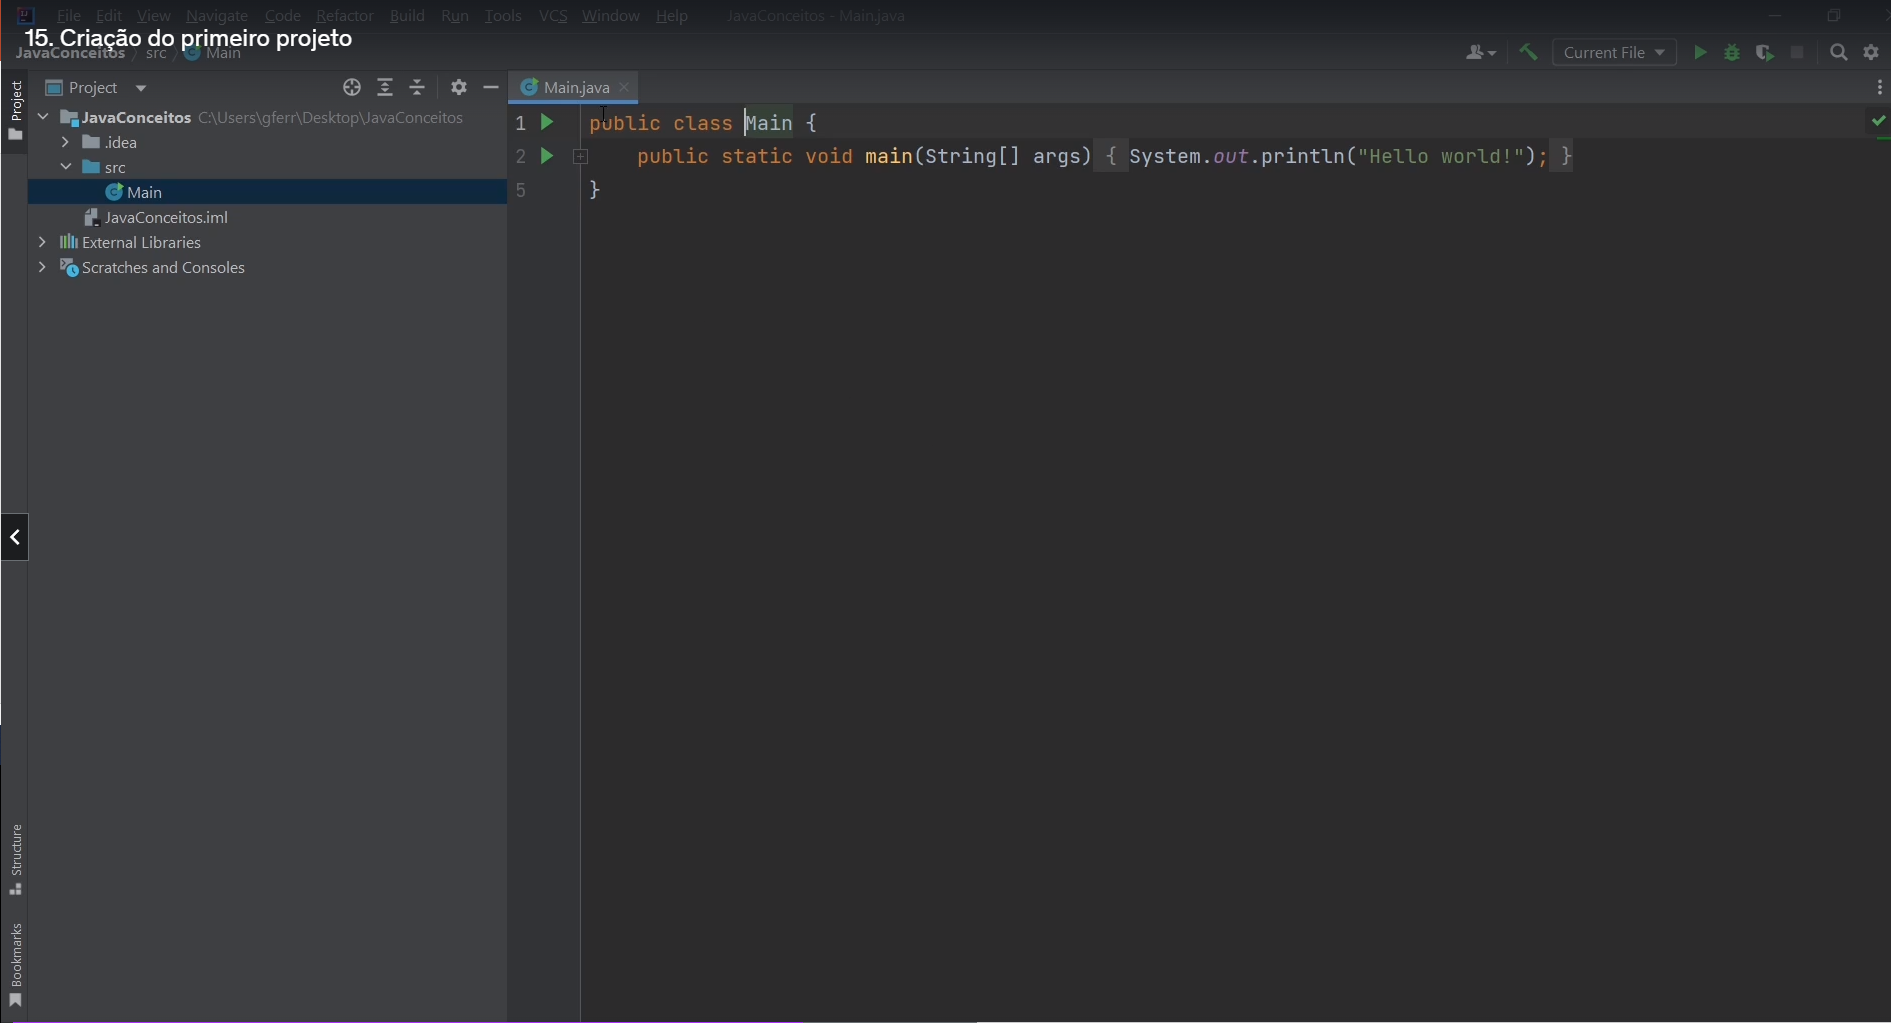 File Edit View Navigate Code Refactor Build Run Tools VCS Window Help JavaConceitos - Main.java
15. Criação do primeiro projeto
JavaConceitos src Main
Current File
Project
Project
Main.java
JavaConceitos C:\Users\gferr\Desktop\JavaConceitos
.idea
src
Main
JavaConceitos.iml
External Libraries
Scratches and Consoles
1 public class Main {
2 public static void main(String[] args) { System.out.println("Hello world!"); }
5 }
Structure
Bookmarks